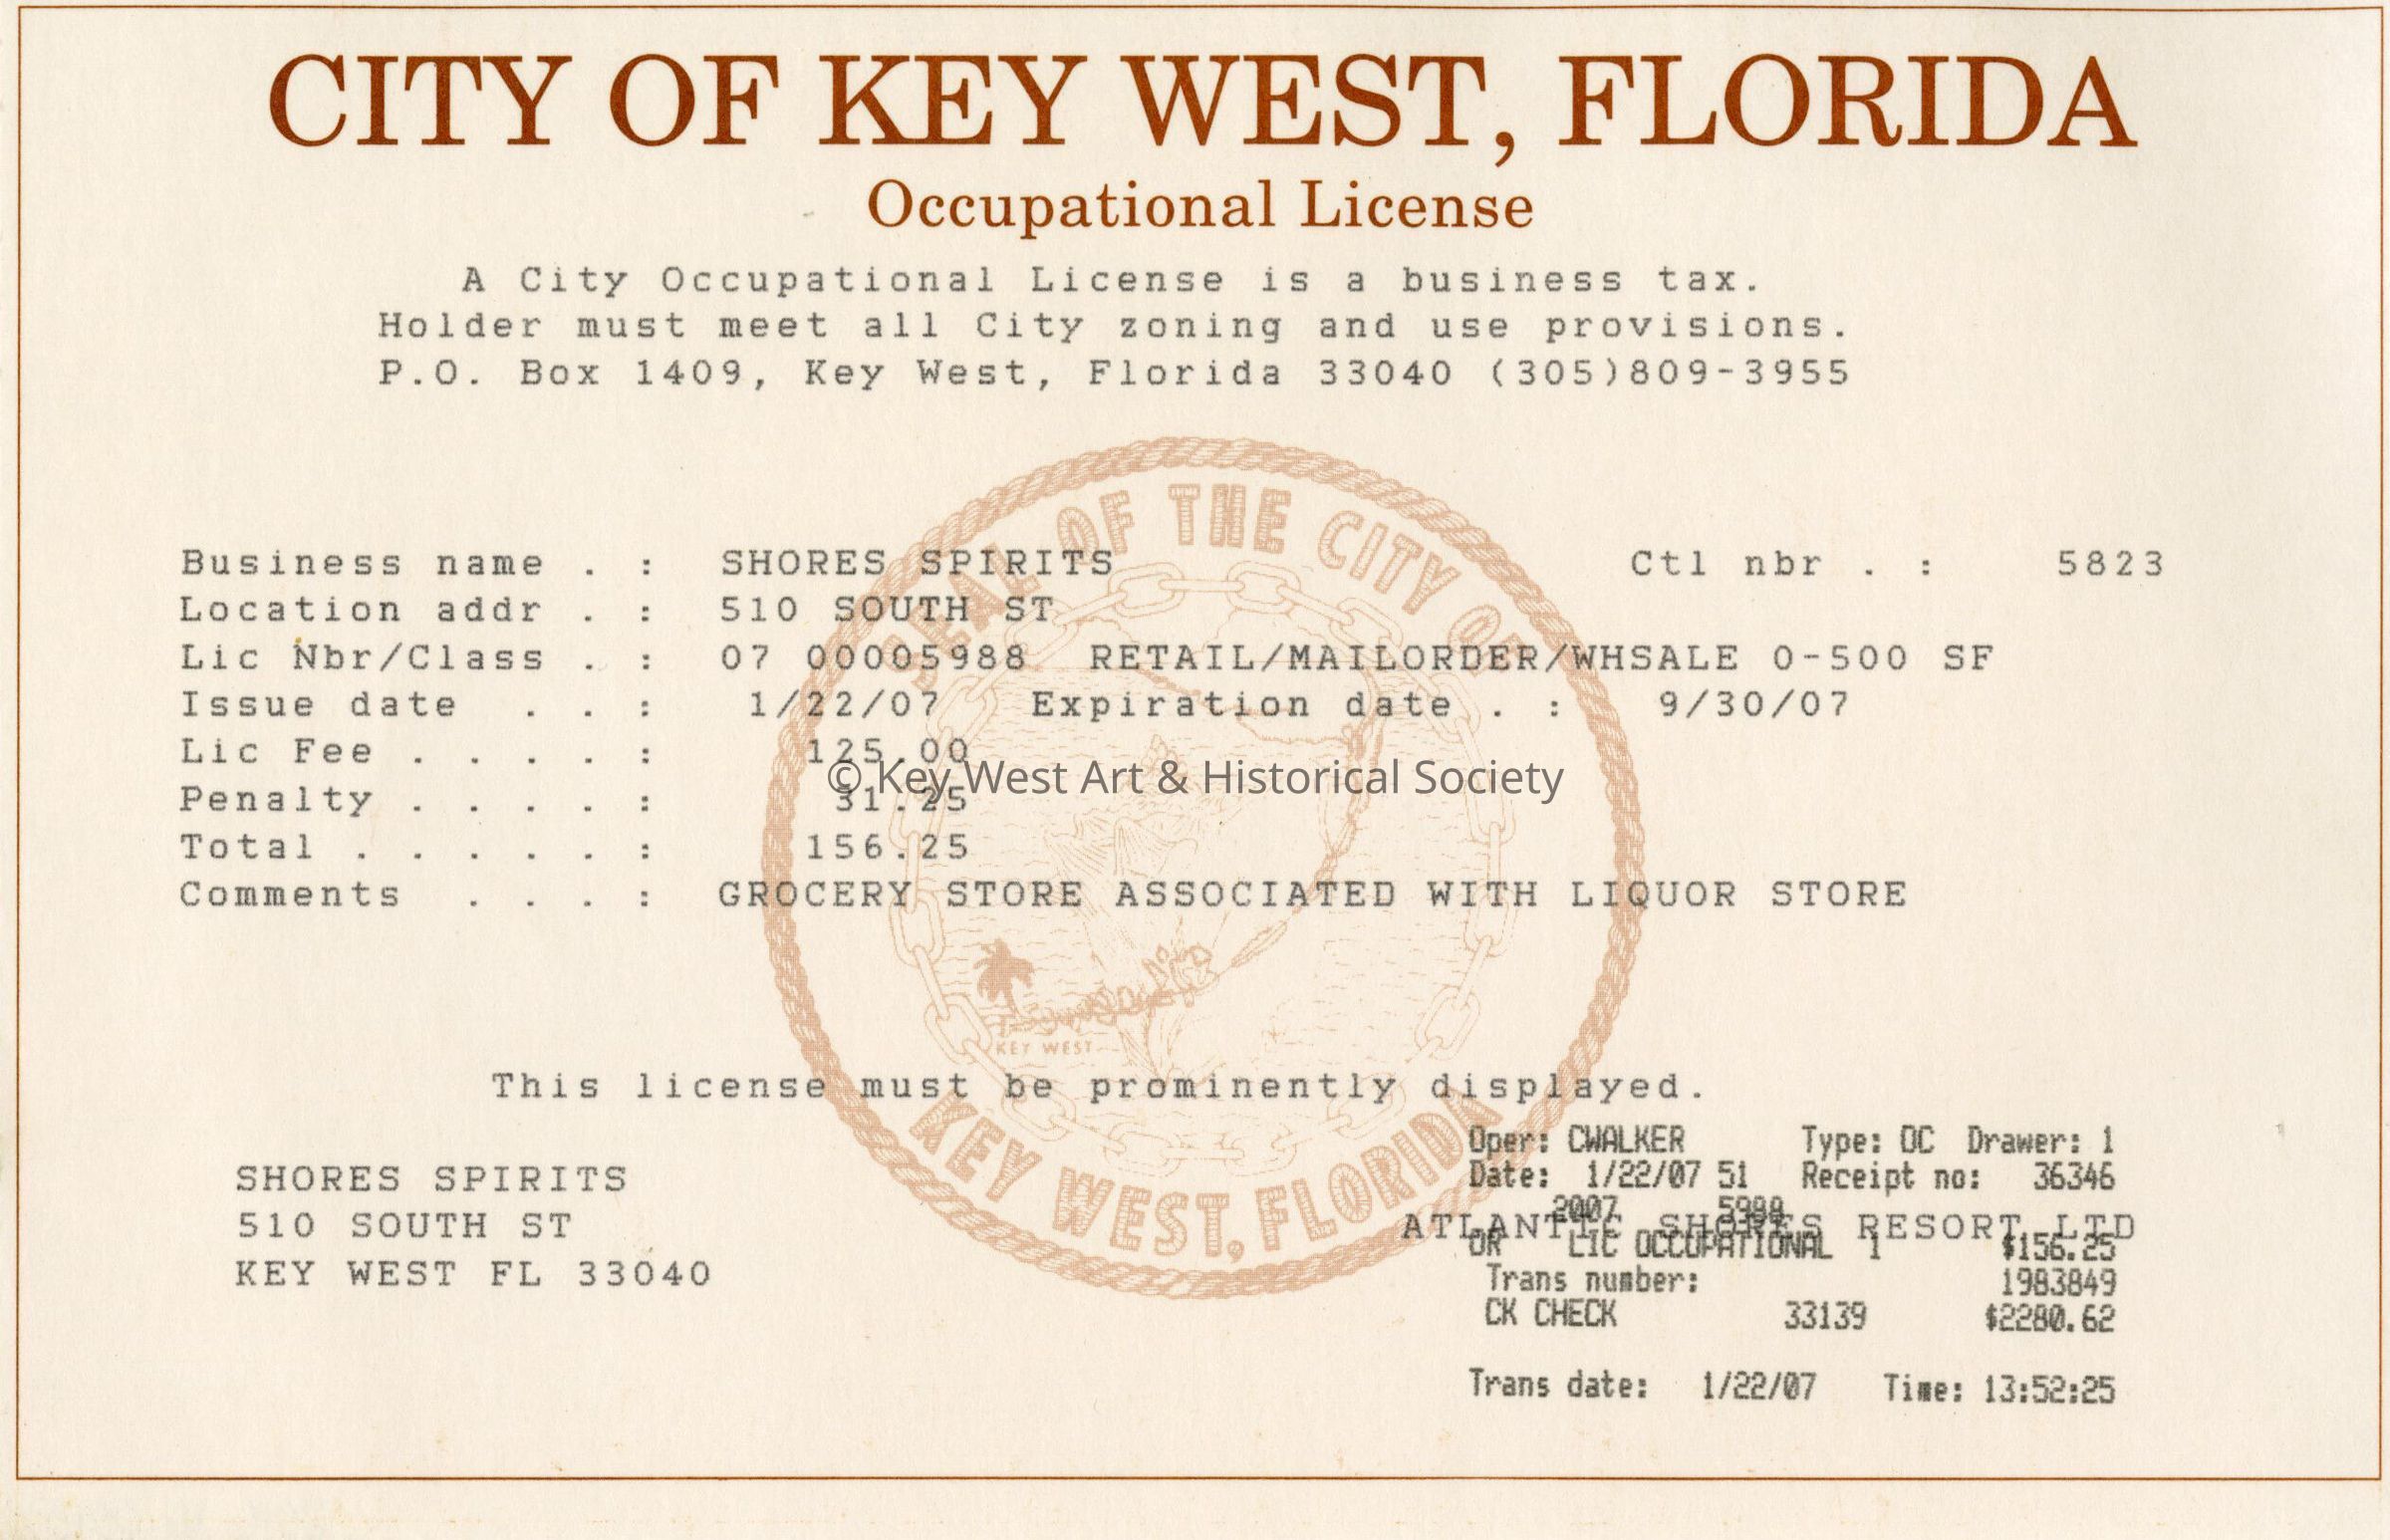 CITY OF KEY WEST, FLORIDA
Occupational License
A City Occupational License is a business tax.
Holder must meet all City zoning and use provisions.
P.O. Box 1409, Key West, Florida 33040 (305)809-3955
SEAL OF THE CITY OF
Business name . : SHORES SPIRITS Ctl nbr . : 5823
Location addr . : 510 SOUTH ST
Lic Nbr/Class . : 07 00005988 RETAIL/MAILORDER/WHSALE 0-500 SF
Issue date . . : 1/22/07 Expiration date . : 9/30/07
Lic Fee . . . . : 125.00
© Key West Art & Historical Society
Penalty . . . . : 31.25
Total . . . . . : 156.25
Comments . . . : GROCERY STORE ASSOCIATED WITH LIQUOR STORE
KEY WEST
This license must be prominently displayed.
KEY WEST, FLORIDA
SHORES SPIRITS
510 SOUTH ST
KEY WEST FL 33040
Oper: CWALKER Type: OC Drawer: 1
Date: 1/22/07 51 Receipt no: 36346
2007 5988
ATLANTIC SHORES RESORT LTD
OR LIC OCCUPATIONAL 1 $156.25
Trans number: 1983849
CK CHECK 33139 $2280.62
Trans date: 1/22/07 Time: 13:52:25